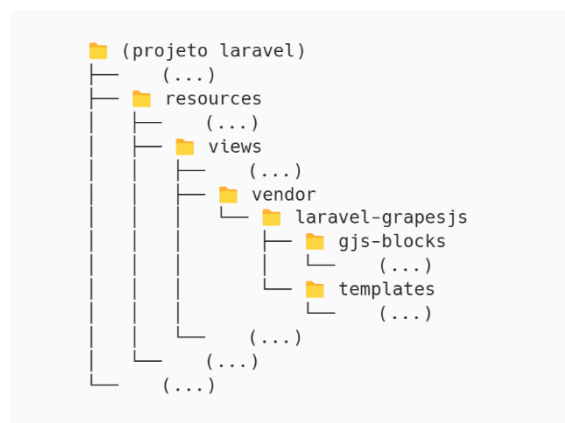 (projeto laravel)
(...)
resources
(...)
views
(...)
vendor
laravel-grapesjs
gjs-blocks
(...)
templates
(...)
(...)
(...)
(...)